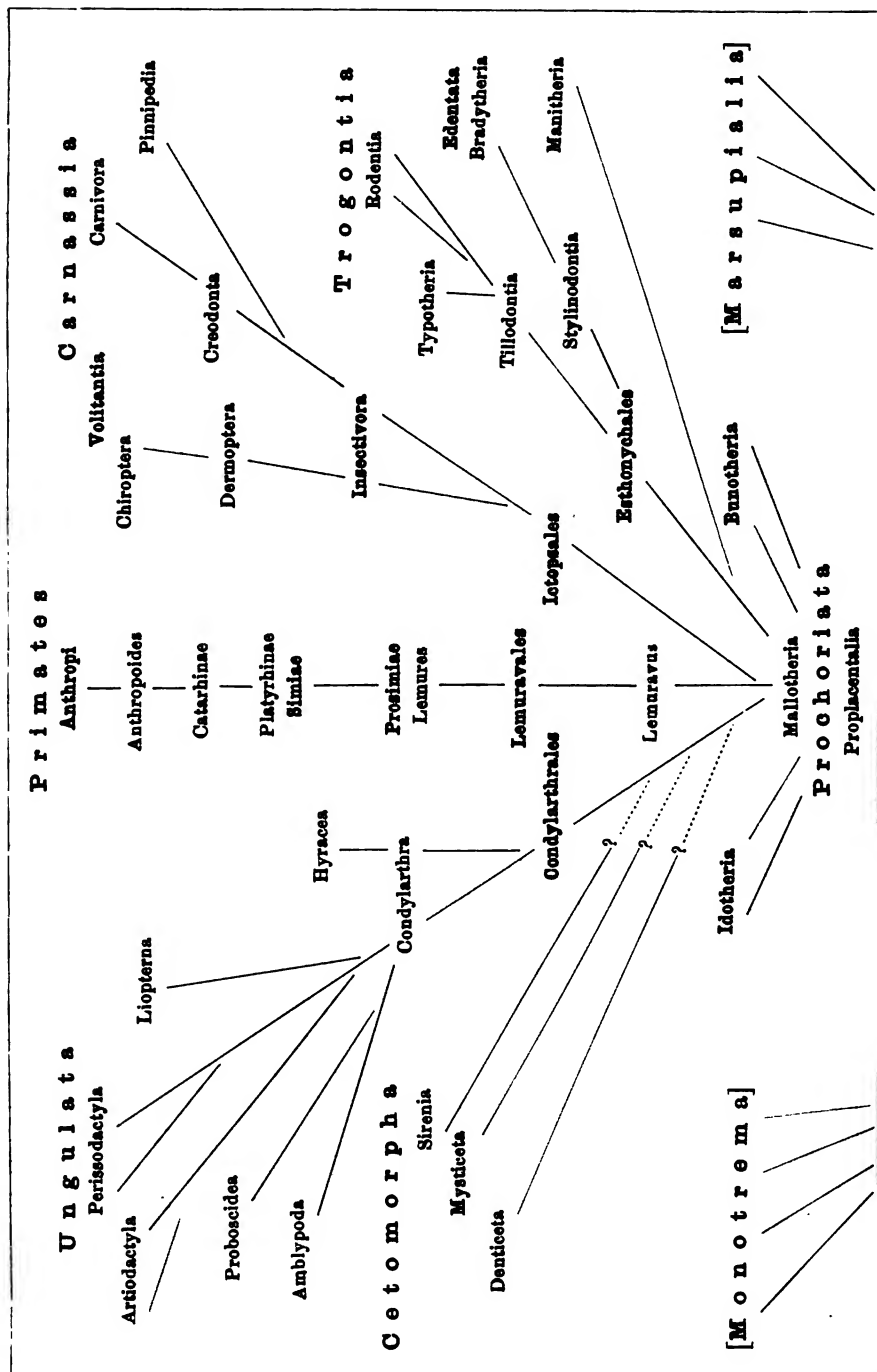 Primates
Anthropi
Anthropoides
Catarhinae
Platyrhinae
Simiae
Prosimiae
Lemures
Lemuravales
Lemuravus
Mallotheria
Prochoriata
Proplacentalia
Ungulata
Perissodactyla
Artiodactyla
Liopterna
Proboscidea
Amblypoda
Hyracea
Condylarthra
Condylarthrales
Cetomorpha
Sirenia
Mysticeta
Denticeta
?
?
?
Idotheria
[Monotrema]
Carnassia
Volitantia
Chiroptera
Carnivora
Pinnipedia
Creodonta
Dermoptera
Insectivora
Ictopsales
Trogontia
Rodentia
Typotheria
Tillodontia
Edentata
Bradytheria
Manitheria
Stylinodontia
Esthonychales
Bunotheria
[Marsupialia]